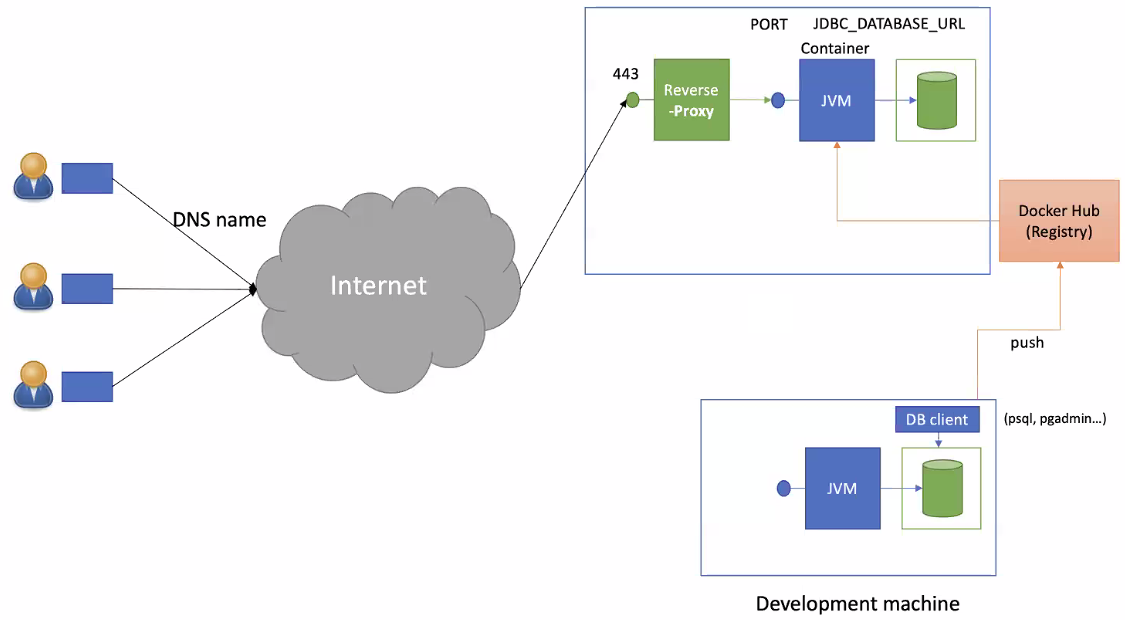 PORT
JDBC_DATABASE_URL
Container
443
Reverse
-Proxy
JVM
DNS name
Docker Hub
(Registry)
Internet
push
DB client
(psql, pgadmin...)
JVM
Development machine